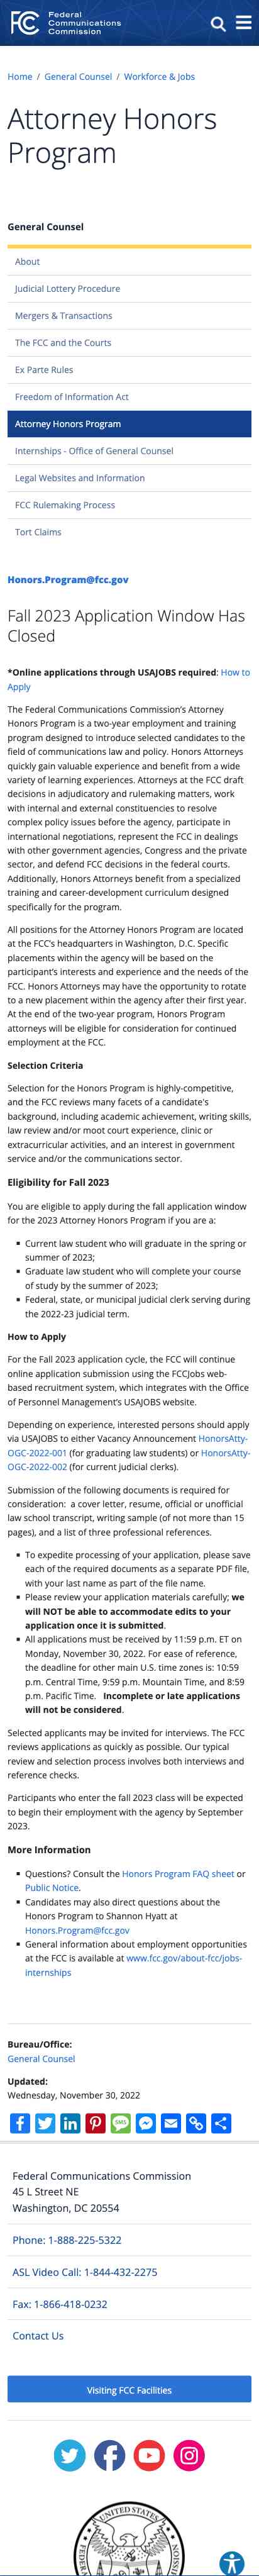 FCC Federal Communications Commission
Home / General Counsel / Workforce & Jobs
Attorney Honors
Program
General Counsel
About
Judicial Lottery Procedure
Mergers & Transactions
The FCC and the Courts
Ex Parte Rules
Freedom of Information Act
Attorney Honors Program
Internships - Office of General Counsel
Legal Websites and Information
FCC Rulemaking Process
Tort Claims
Honors.Program@fcc.gov
Fall 2023 Application Window Has
Closed
*Online applications through USAJOBS required: How to
Apply
The Federal Communications Commission's Attorney
Honors Program is a two-year employment and training
program designed to introduce selected candidates to the
field of communications law and policy. Honors Attorneys
quickly gain valuable experience and benefit from a wide
variety of learning experiences. Attorneys at the FCC draft
decisions in adjudicatory and rulemaking matters, work
with internal and external constituencies to resolve
complex policy issues before the agency, participate in
international negotiations, represent the FCC in dealings
with other government agencies, Congress and the private
sector, and defend FCC decisions in the federal courts.
Additionally, Honors Attorneys benefit from a specialized
training and career-development curriculum designed
specifically for the program.
All positions for the Attorney Honors Program are located
at the FCC's headquarters in Washington, D.C. Specific
placements within the agency will be based on the
participant's interests and experience and the needs of the
FCC. Honors Attorneys may have the opportunity to rotate
to a new placement within the agency after their first year.
At the end of the two-year program, Honors Program
attorneys will be eligible for consideration for continued
employment at the FCC.
Selection Criteria
Selection for the Honors Program is highly-competitive,
and the FCC reviews many facets of a candidate's
background, including academic achievement, writing skills,
law review and/or moot court experience, clinic or
extracurricular activities, and an interest in government
service and/or the communications sector.
Eligibility for Fall 2023
You are eligible to apply during the fall application window
for the 2023 Attorney Honors Program if you are a:
Current law student who will graduate in the spring or
summer of 2023;
Graduate law student who will complete your course
of study by the summer of 2023;
Federal, state, or municipal judicial clerk serving during
the 2022-23 judicial term.
How to Apply
For the Fall 2023 application cycle, the FCC will continue
online application submission using the FCCJobs web-
based recruitment system, which integrates with the Office
of Personnel Management's USAJOBS website.
Depending on experience, interested persons should apply
via USAJOBS to either Vacancy Announcement HonorsAtty-
OGC-2022-001 (for graduating law students) or HonorsAtty-
OGC-2022-002 (for current judicial clerks).
Submission of the following documents is required for
consideration: a cover letter, resume, official or unofficial
law school transcript, writing sample (of not more than 15
pages), and a list of three professional references.
To expedite processing of your application, please save
each of the required documents as a separate PDF file,
with your last name as part of the file name.
Please review your application materials carefully; we
will NOT be able to accommodate edits to your
application once it is submitted.
All applications must be received by 11:59 p.m. ET on
Monday, November 30, 2022. For ease of reference,
the deadline for other main U.S. time zones is: 10:59
p.m. Central Time, 9:59 p.m. Mountain Time, and 8:59
p.m. Pacific Time. Incomplete or late applications
will not be considered.
Selected applicants may be invited for interviews. The FCC
reviews applications as quickly as possible. Our typical
review and selection process involves both interviews and
reference checks.
Participants who enter the fall 2023 class will be expected
to begin their employment with the agency by September
2023.
More Information
Questions? Consult the Honors Program FAQ sheet or
Public Notice.
Candidates may also direct questions about the
Honors Program to Shannon Hyatt at
Honors.Program@fcc.gov
General information about employment opportunities
at the FCC is available at www.fcc.gov/about-fcc/jobs-
internships
Bureau/Office:
General Counsel
Updated:
Wednesday, November 30, 2022
SMS
Federal Communications Commission
45 L Street NE
Washington, DC 20554
Phone: 1-888-225-5322
ASL Video Call: 1-844-432-2275
Fax: 1-866-418-0232
Contact Us
Visiting FCC Facilities
UNITED STATES